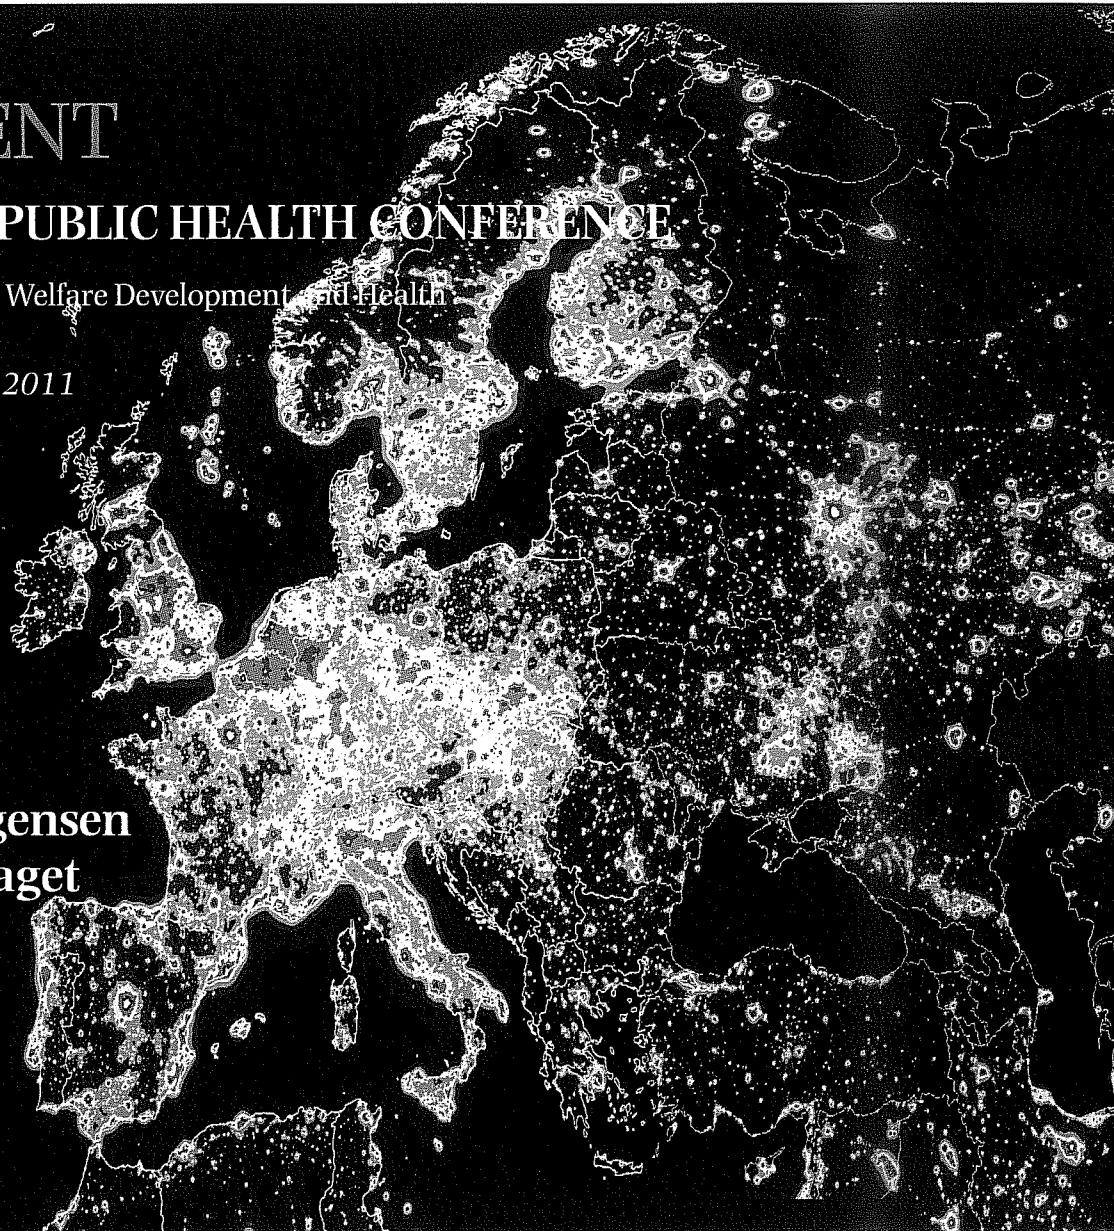 ENT
PUBLIC HEALTH CONFERENCE
Welfare Development and Health
2011
gensen
aget